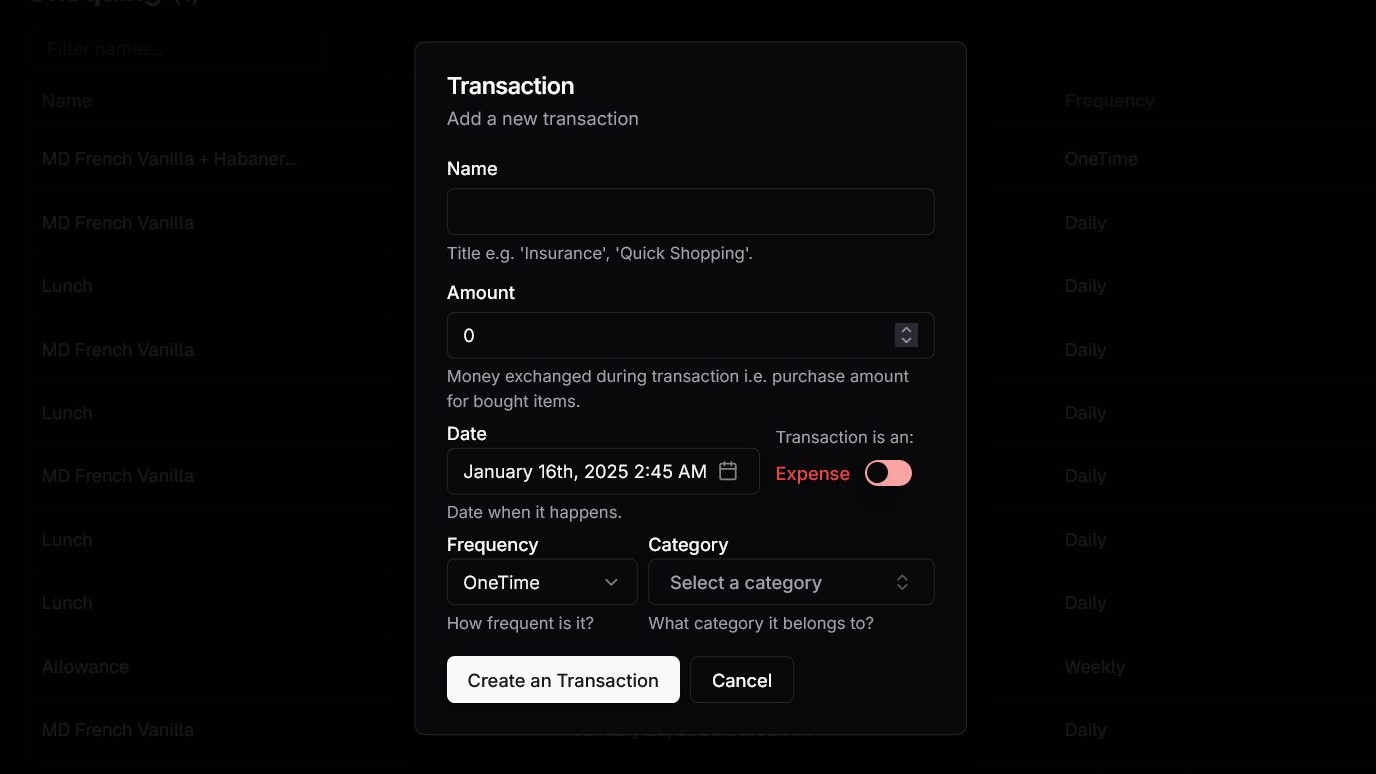 Filter names...
Name
Frequency
MD French Vanilla + Habaner...
OneTime
MD French Vanilla
Daily
Lunch
Daily
MD French Vanilla
Daily
Lunch
Daily
MD French Vanilla
Daily
Lunch
Daily
Lunch
Daily
Allowance
Weekly
MD French Vanilla
Daily
Transaction
Add a new transaction
Name
Title e.g. 'Insurance', 'Quick Shopping'.
Amount
0
Money exchanged during transaction i.e. purchase amount
for bought items.
Date
January 16th, 2025 2:45 AM
Date when it happens.
Transaction is an:
Expense
Frequency
OneTime
How frequent is it?
Category
Select a category
What category it belongs to?
Create an Transaction
Cancel